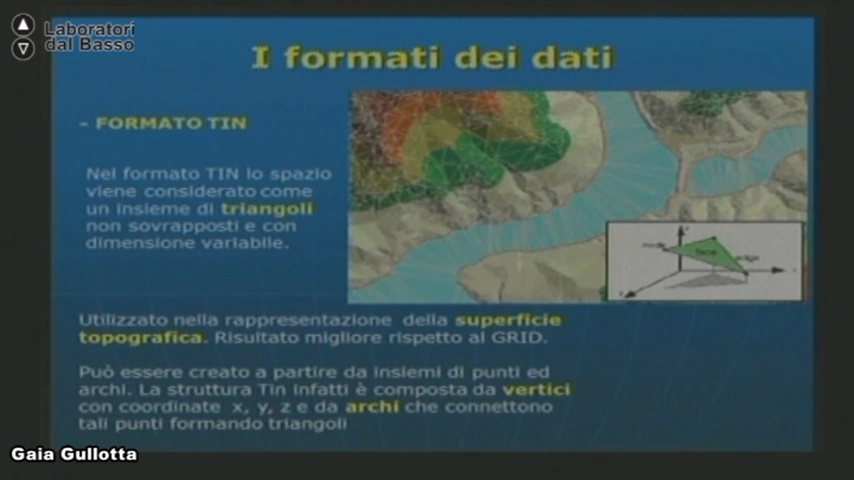 Laboratori
dal Basso
I formati dei dati
- FORMATO TIN
Nel formato TIN lo spazio
viene considerato come
un insieme di triangoli
non sovrapposti e con
dimensione variabile.
node
face
edge
Utilizzato nella rappresentazione della superficie
topografica. Risultato migliore rispetto al GRID.
Può essere creato a partire da insiemi di punti ed
archi. La struttura Tin infatti è composta da vertici
con coordinate x, y, z e da archi che connettono
tali punti formando triangoli
Gaia Gullotta